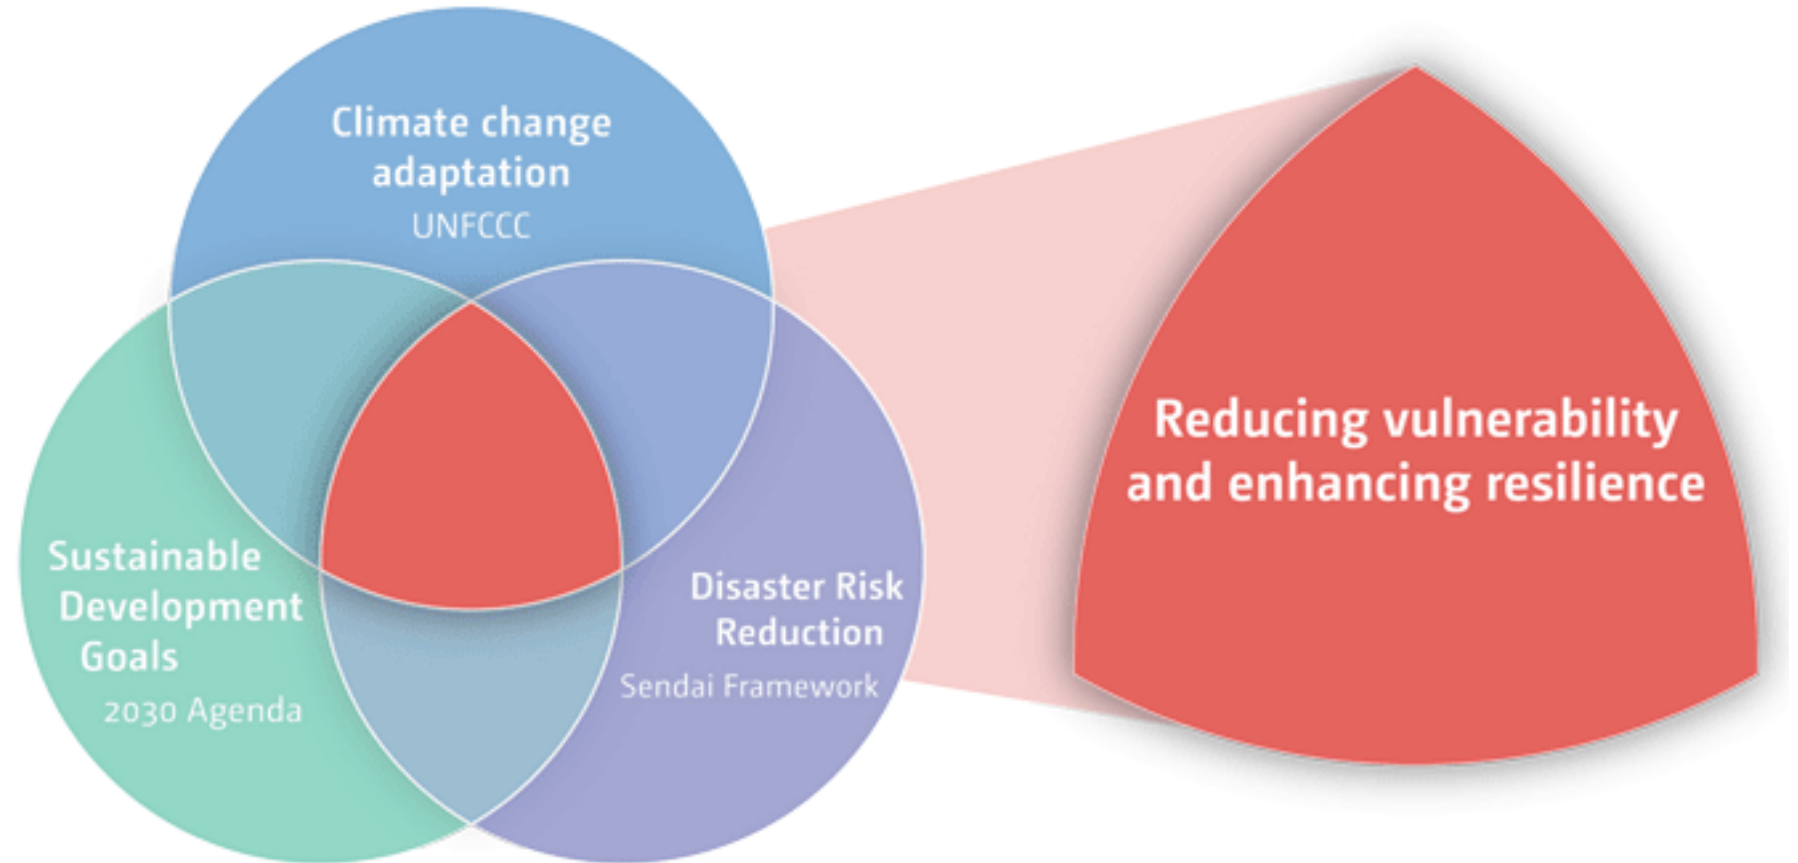 Climate change
adaptation
UNFCCC
Sustainable
Development
Goals
2030 Agenda
Disaster Risk
Reduction
Sendai Framework
Reducing vulnerability
and enhancing resilience